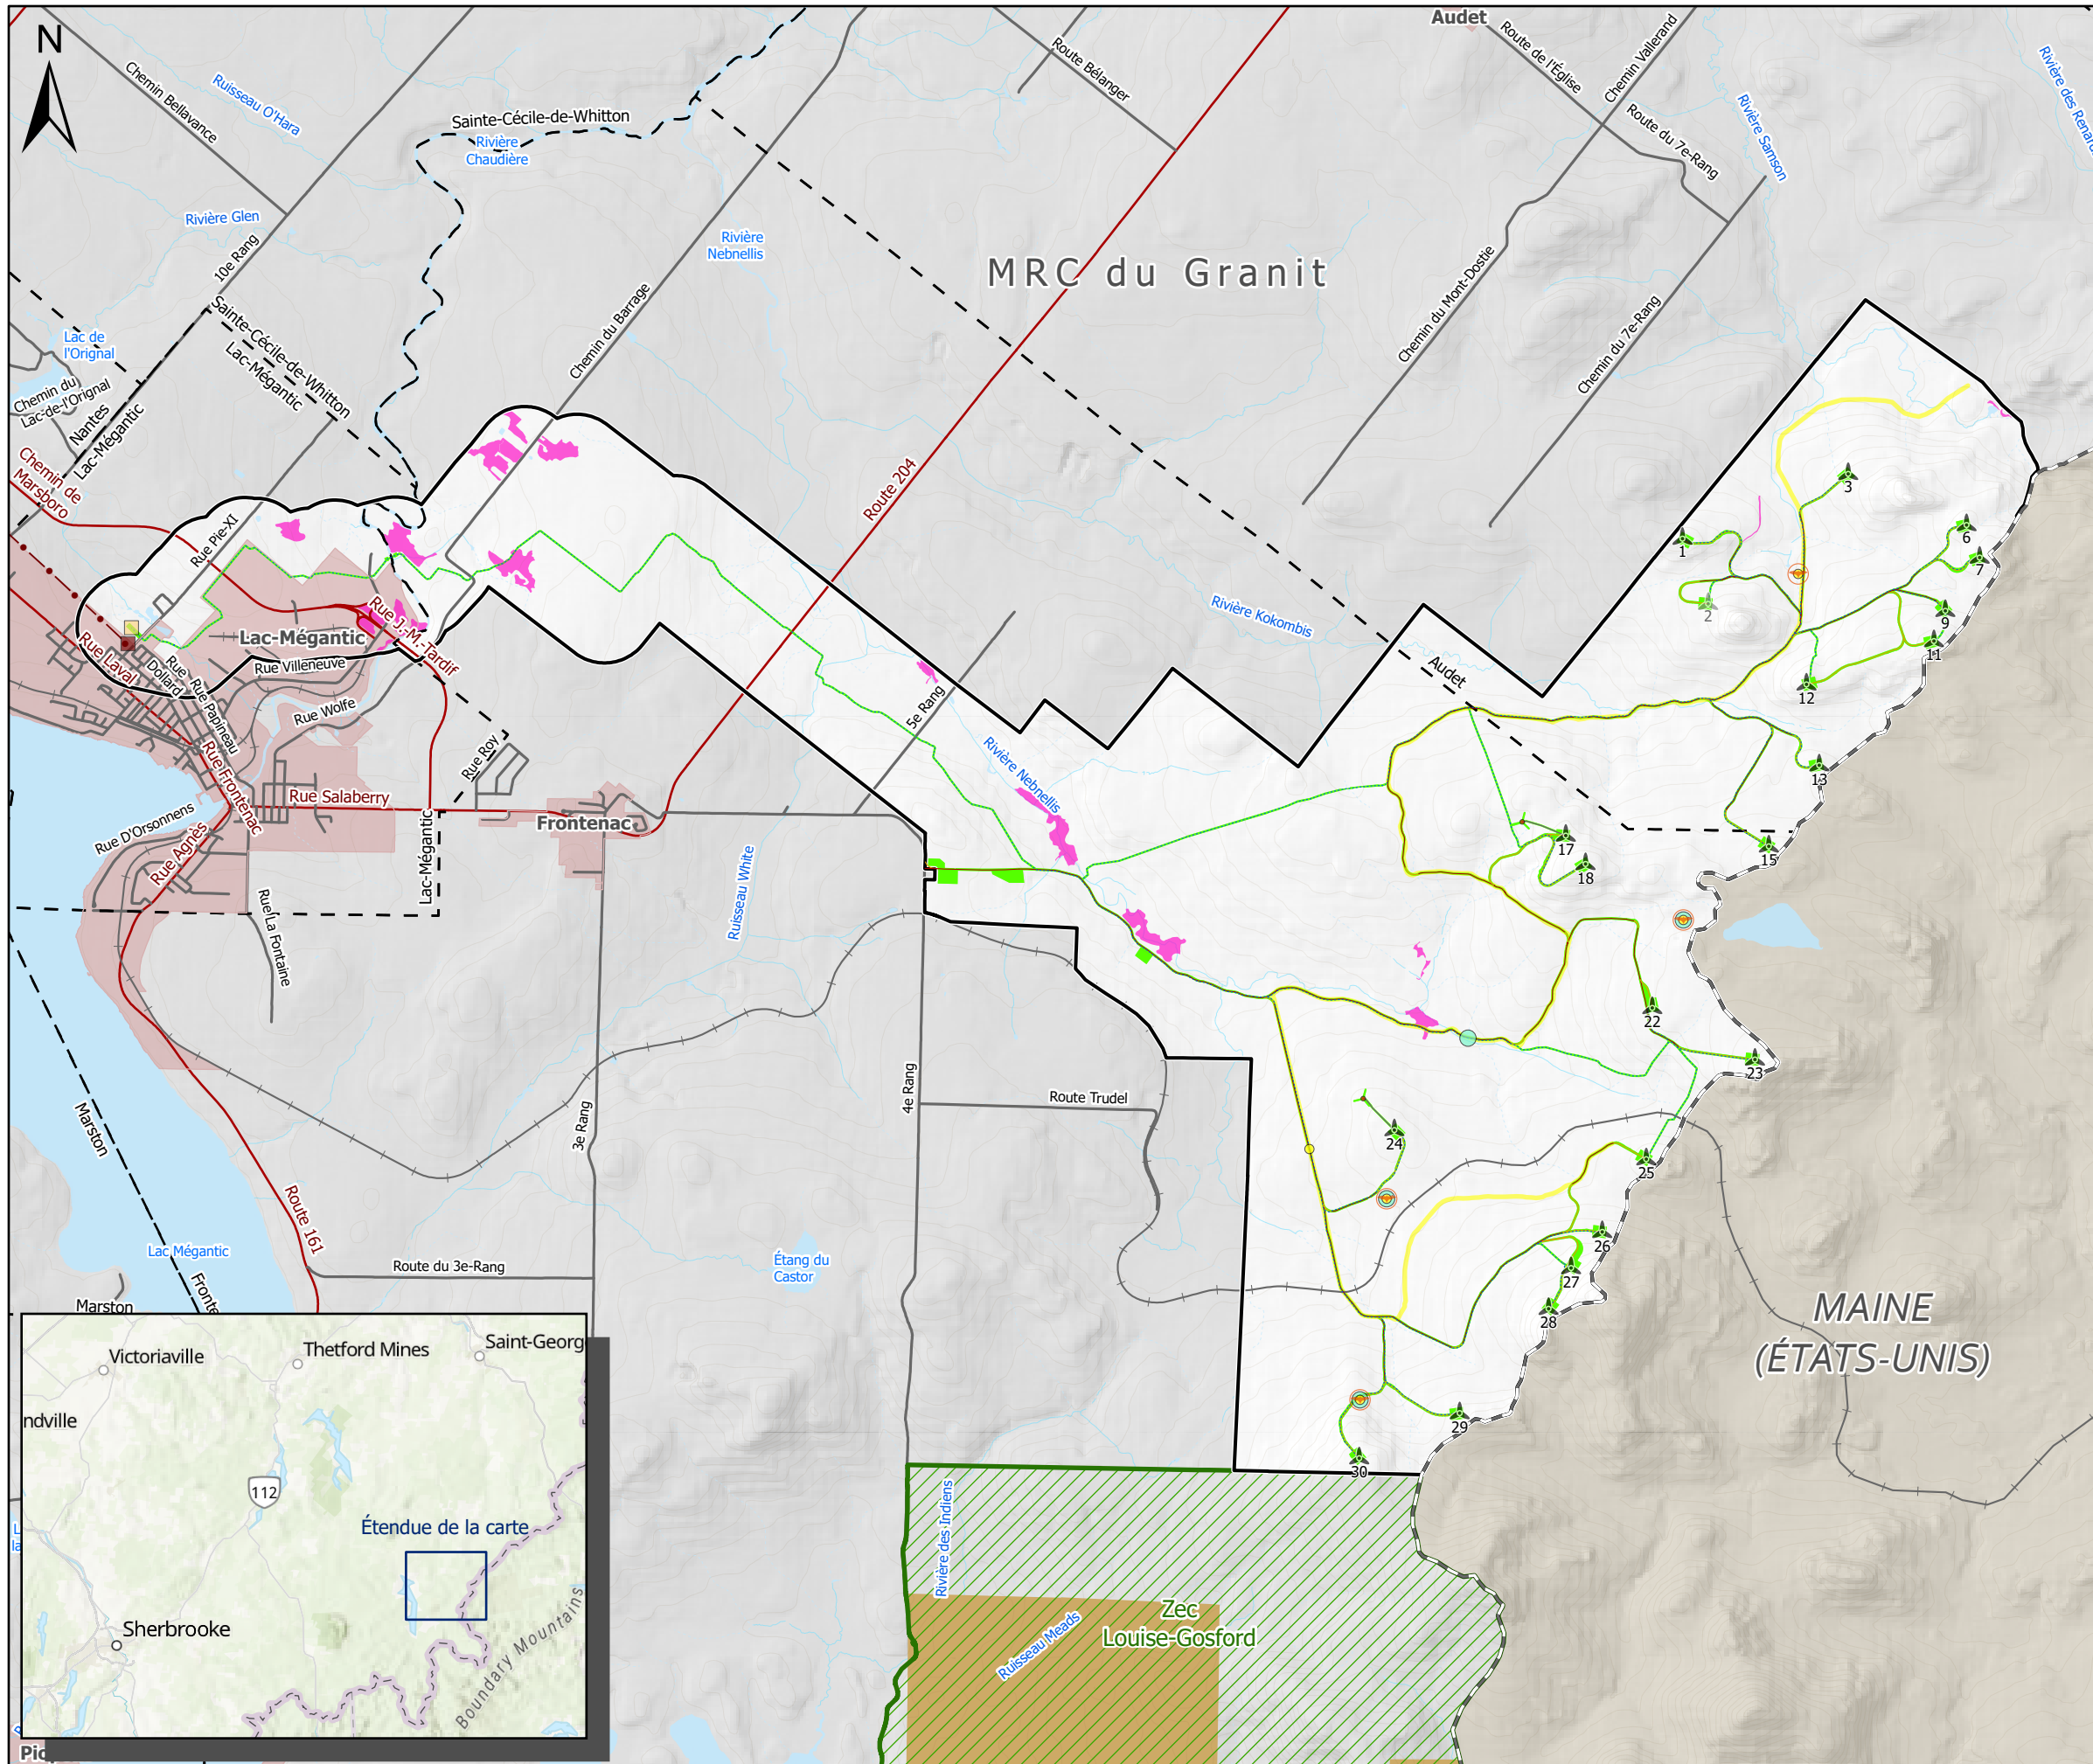 N
Audet
Chemin Bellavance
Ruisseau O'Hara
Sainte-Cécile-de-Whitton
Rivière
Chaudière
Route Bélanger
Route de l'Église
Chemin Vallerand
Route du 7e-Rang
Rivière Samson
Rivière Glen
10e Rang
Rivière
Nebnellis
MRC du Granit
Chemin du Mont-Dostie
Chemin du 7e-Rang
Chemin du Barrage
Sainte-Cécile-de-Whitton
Lac-Mégantic
Lac de
l'Orignal
Chemin du
Lac-de-l'Orignal
Nantes
Lac-Mégantic
Chemin de
Marsboro
Rue Pie-XI
Route 204
Rivière Kokombis
Audet
1
2
3
6
7
9
11
12
13
15
17
18
22
23
24
25
26
27
28
29
30
Rue J.-M.-Tardif
Lac-Mégantic
Rue Villeneuve
Rue Laval
Rue
Dollard
Rue Papineau
Rue Wolfe
Rue Frontenac
Rue Roy
Rue Salaberry
Frontenac
Rue D'Orsonnens
Rue Agnès
Lac-Mégantic
Rue La Fontaine
5e Rang
Rivière Nebnellis
Ruisseau White
4e Rang
Route Trudel
3e Rang
Marston
Route 161
Lac Mégantic
Route du 3e-Rang
Étang du
Castor
Marston
MAINE
(ÉTATS-UNIS)
Rivière des Indiens
Ruisseau Meads
Zec
Louise-Gosford
Victoriaville
Thetford Mines
Saint-Georg
ndville
112
Étendue de la carte
Sherbrooke
Boundary Mountains